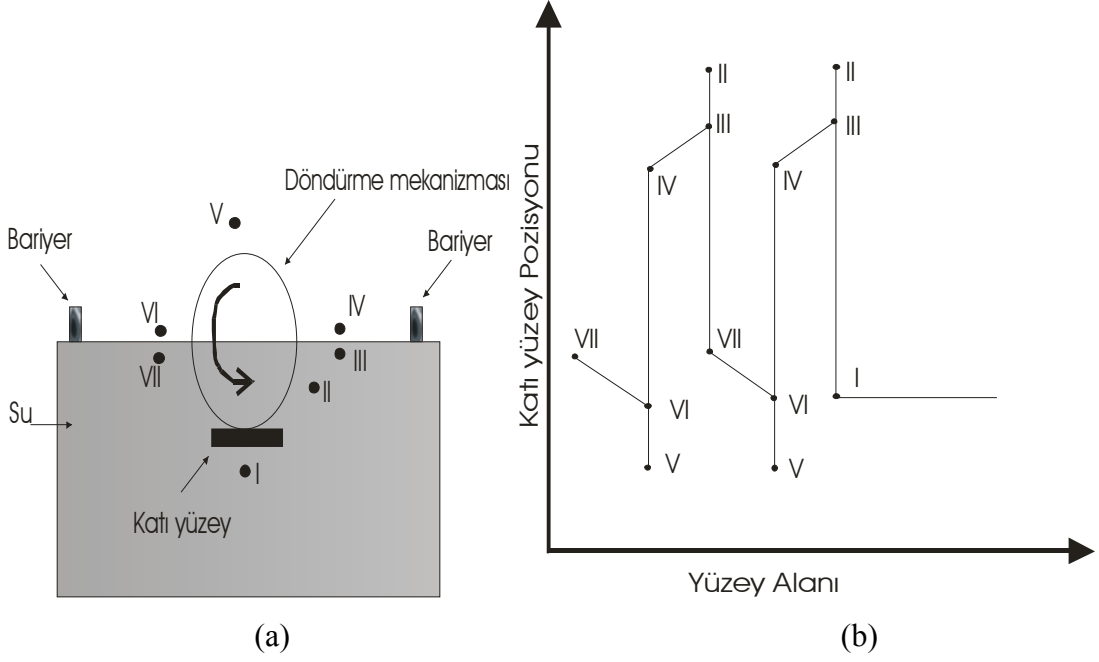 Döndürme mekanizması
V
Bariyer
Bariyer
VI
IV
VII
III
II
Su
I
Katı yüzey
(a)
Katı yüzey Pozisyonu
II
II
III
III
IV
IV
VII
VII
I
VI
VI
V
V
Yüzey Alanı
(b)